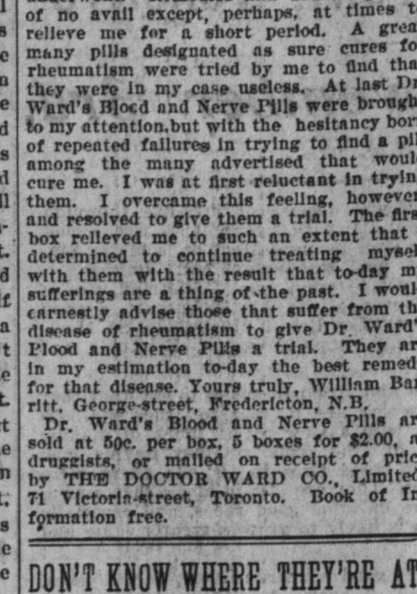 of no avail except, perhaps, at times t
relieve me for a short period. A grea
many pills designated as sure cures fo
rheumatism were tried by me to find tha
they were in my case useless. At last Dr
Ward's Blood and Nerve Pills were brough
to my attention, but with the hesitancy bor
of repeated failures in trying to find a pil
among the many advertised that woul
cure me. I was at first reluctant in tryin
them. I overcame this feeling, however
and resolved to give them a trial. The firs
box relieved me to such an extent that
determined to continue treating mysel
with them with the result that to-day m
sufferings are a thing of the past. I woul
earnestly advise those that suffer from th
disease of rheumatism to give Dr. Ward'
Blood and Nerve Pills a trial. They ar
in my estimation to-day the best remed
for that disease. Yours truly, William Ba
ritt, George-street, Fredericton, N.B.
Dr. Ward's Blood and Nerve Pills ar
sold at 50c. per box, 5 boxes for $2.00, a
druggists, or mailed on receipt of pric
by THE DOCTOR WARD CO., Limited
71 Victoria-street, Toronto. Book of In
formation free.
DON'T KNOW WHERE THEY'RE AT